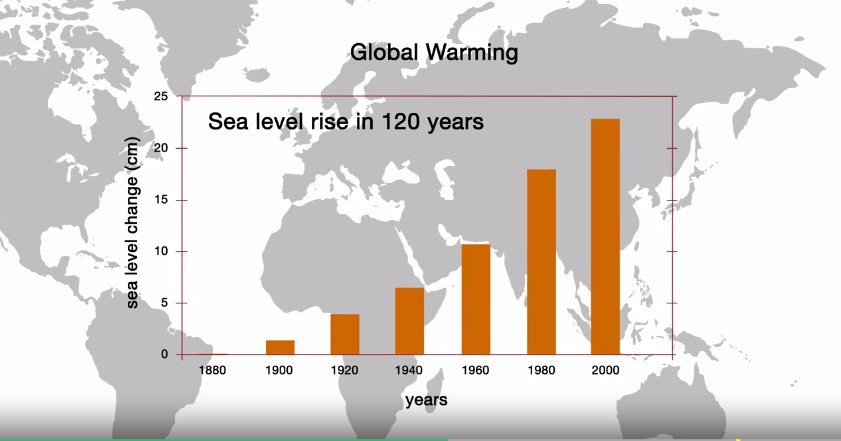 Global Warming
Sea level rise in 120 years
sea level change (cm)
25
20
15
10
5
0
1880 1900 1920 1940 1960 1980 2000
years